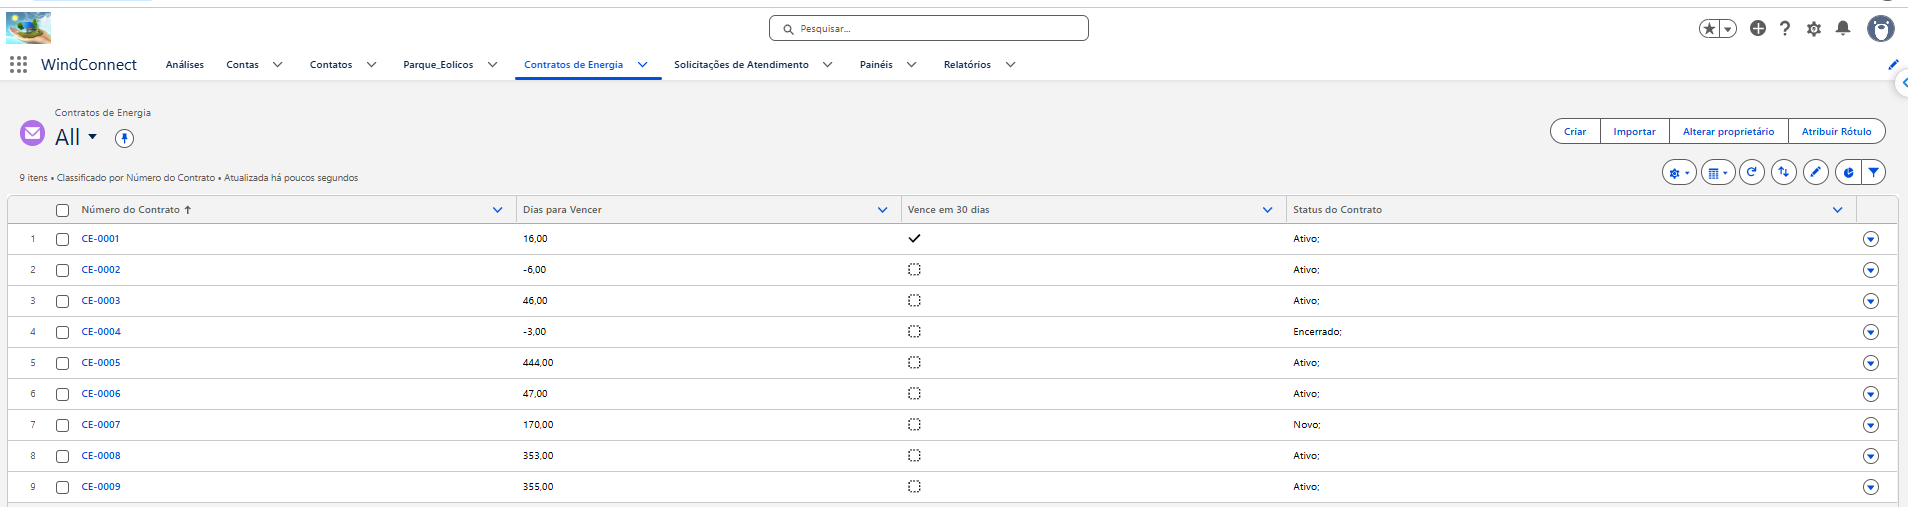 Pesquisar...
WindConnect Análises Contas Contatos Parque_Eolicos Contratos de Energia Solicitações de Atendimento Painéis Relatórios
Contratos de Energia
All
Criar Importar Alterar proprietário Atribuir Rótulo
9 itens • Classificado por Número do Contrato • Atualizada há poucos segundos
Número do Contrato ↑ Dias para Vencer Vence em 30 dias Status do Contrato
1 CE-0001 16,00 Ativo;
2 CE-0002 -6,00 Ativo;
3 CE-0003 46,00 Ativo;
4 CE-0004 -3,00 Encerrado;
5 CE-0005 444,00 Ativo;
6 CE-0006 47,00 Ativo;
7 CE-0007 170,00 Novo;
8 CE-0008 353,00 Ativo;
9 CE-0009 355,00 Ativo;